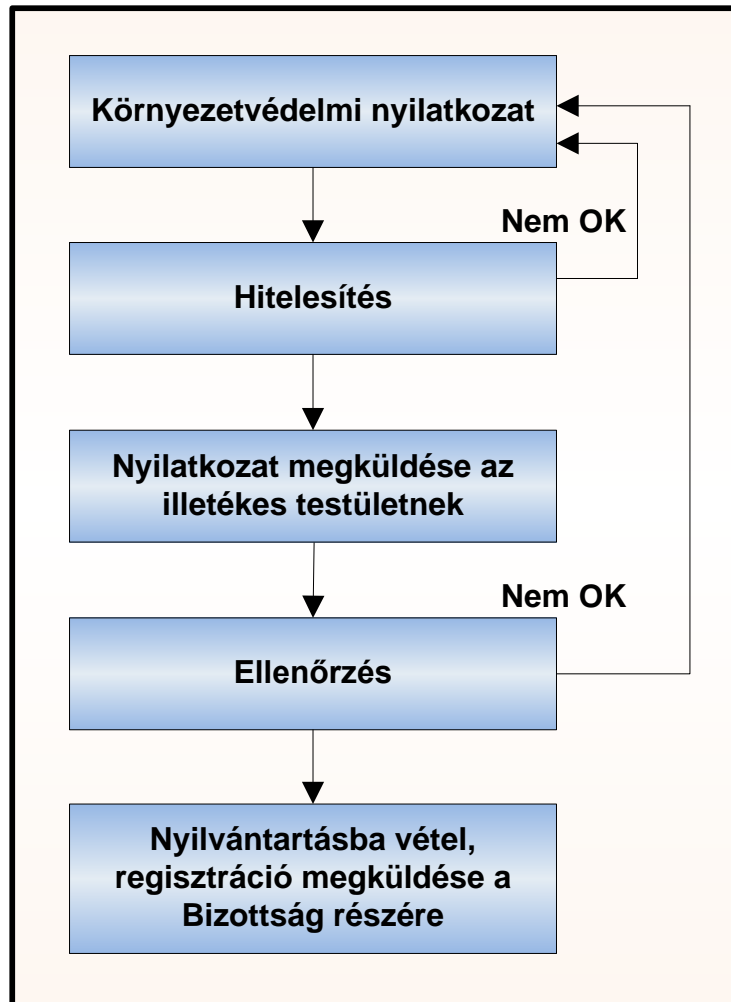 Környezetvédelmi nyilatkozat
Nem OK
Hitelesítés
Nyilatkozat megküldése az
illetékes testületnek
Nem OK
Ellenőrzés
Nyilvántartásba vétel,
regisztráció megküldése a
Bizottság részére